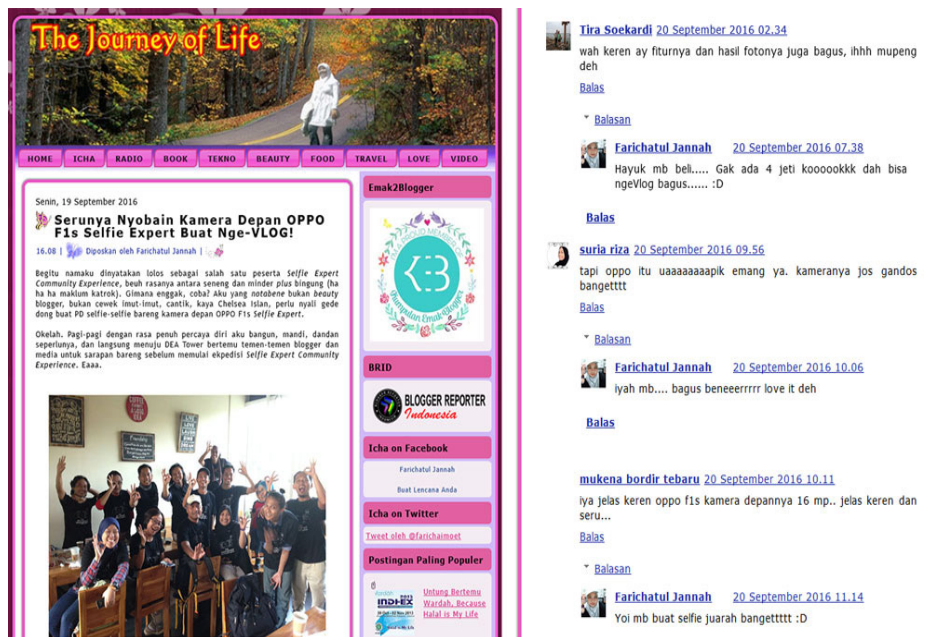 The Journey of Life
HOME
ICHA
RADIO
BOOK
TEKNO
BEAUTY
FOOD
TRAVEL
LOVE
VIDEO
Senin, 19 September 2016
Serunya Nyobain Kamera Depan OPPO
F1s Selfie Expert Buat Nge-VLOG!
16.08 | Diposkan oleh Farichatul Jannah |
Begitu namaku dinyatakan lolos sebagai salah satu peserta Selfie Expert
Community Experience, beuh rasanya antara seneng dan minder plus bingung (ha
ha ha maklum katrok). Gimana enggak, coba? Aku yang notabene bukan beauty
blogger, bukan cewek imut-imut, cantik, kaya Chelsea Islan, perlu nyali gede
dong buat PD selfie-selfie bareng kamera depan OPPO F1s Selfie Expert.
Okelah. Pagi-pagi dengan rasa penuh percaya diri aku bangun, mandi, dandan
seperlunya, dan langsung menuju DEA Tower bertemu temen-temen blogger dan
media untuk sarapan bareng sebelum memulai ekpedisi Selfie Expert Community
Experience. Eaaa.
Emak2Blogger
I'M A PROUD MEMBER OF
KEB
Kumpulan Emak Blogger
BRID
BLOGGER REPORTER
Indonesia
Icha on Facebook
Farichatul Jannah
Buat Lencana Anda
Icha on Twitter
Tweet oleh @farichaimoet
Postingan Paling Populer
INDHEX
Untung Bertemu
Wardah, Because
Halal is My Life
Tira Soekardi 20 September 2016 02.34
wah keren ay fiturnya dan hasil fotonya juga bagus, ihhh mupeng
deh
Balas
Balasan
Farichatul Jannah 20 September 2016 07.38
Hayuk mb beli..... Gak ada 4 jeti kooookkk dah bisa
ngeVlog bagus...... :D
Balas
suria riza 20 September 2016 09.56
tapi oppo itu uaaaaaaaapik emang ya. kameranya jos gandos
bangetttt
Balas
Balasan
Farichatul Jannah 20 September 2016 10.06
iyah mb.... bagus beneeerrrrr love it deh
Balas
mukena bordir tebaru 20 September 2016 10.11
iya jelas keren oppo f1s kamera depannya 16 mp.. jelas keren dan
seru...
Balas
Balasan
Farichatul Jannah 20 September 2016 11.14
Yoi mb buat selfie juarah bangettttt :D